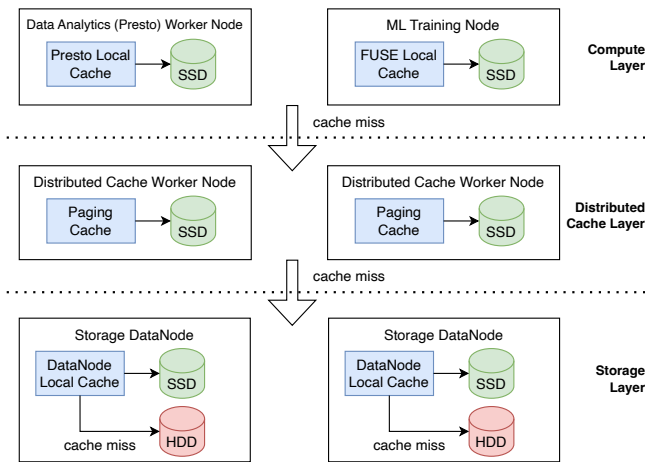 Data Analytics (Presto) Worker Node
Presto Local
Cache
SSD
ML Training Node
FUSE Local
Cache
SSD
Compute
Layer
cache miss
Distributed Cache Worker Node
Paging
Cache
SSD
Distributed Cache Worker Node
Paging
Cache
SSD
Distributed
Cache Layer
cache miss
Storage DataNode
DataNode
Local Cache
SSD
cache miss
HDD
Storage DataNode
DataNode
Local Cache
SSD
cache miss
HDD
Storage
Layer